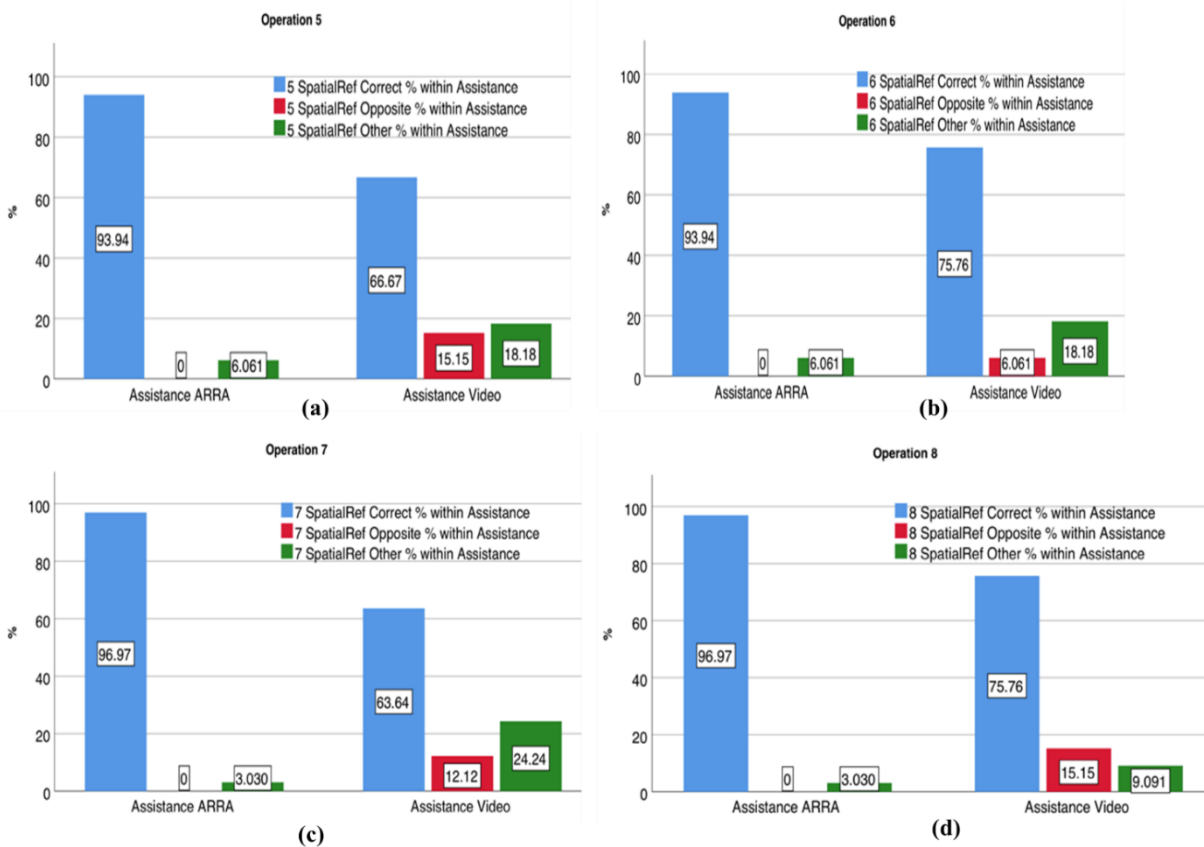 Operation 5
100
80
60
40
20
0
%
5 SpatialRef Correct % within Assistance
5 SpatialRef Opposite % within Assistance
5 SpatialRef Other % within Assistance
93.94
0
6.061
66.67
15.15
18.18
Assistance ARRA
Assistance Video
(a)
Operation 6
100
80
60
40
20
0
%
6 SpatialRef Correct % within Assistance
6 SpatialRef Opposite % within Assistance
6 SpatialRef Other % within Assistance
93.94
0
6.061
75.76
6.061
18.18
Assistance ARRA
Assistance Video
(b)
Operation 7
100
80
60
40
20
0
%
7 SpatialRef Correct % within Assistance
7 SpatialRef Opposite % within Assistance
7 SpatialRef Other % within Assistance
96.97
0
3.030
63.64
12.12
24.24
Assistance ARRA
Assistance Video
(c)
Operation 8
100
80
60
40
20
0
%
8 SpatialRef Correct % within Assistance
8 SpatialRef Opposite % within Assistance
8 SpatialRef Other % within Assistance
96.97
0
3.030
75.76
15.15
9.091
Assistance ARRA
Assistance Video
(d)